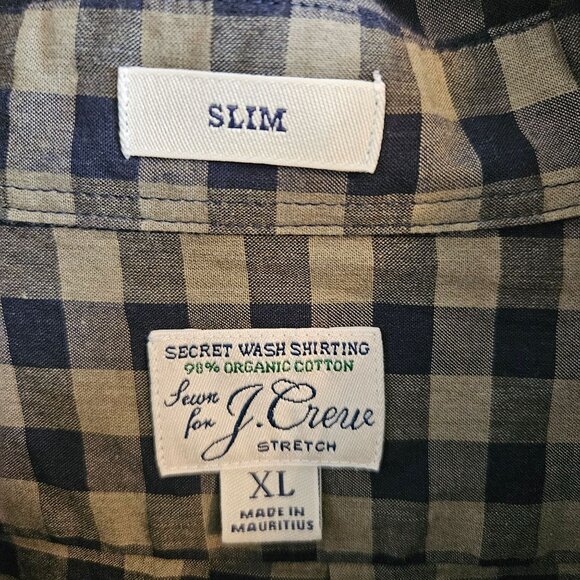 SLIM
SECRET WASH SHIRTING
98% ORGANIC COTTON
Sewn
for J.Crew
STRETCH
XL
MADE IN
MAURITIUS